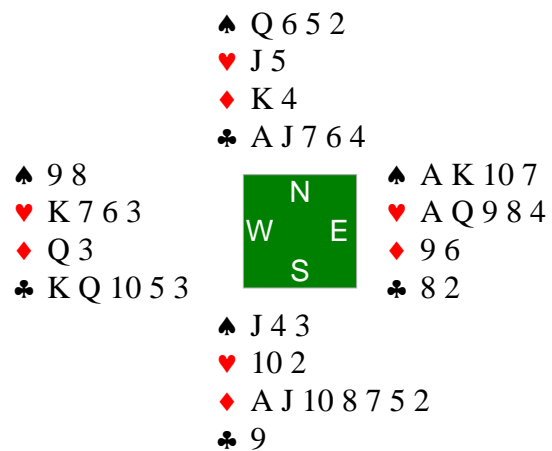 ♠ Q 6 5 2
♥ J 5
♦ K 4
♣ A J 7 6 4
♠ 9 8
♥ K 7 6 3
♦ Q 3
♣ K Q 10 5 3
N
W E
S
♠ A K 10 7
♥ A Q 9 8 4
♦ 9 6
♣ 8 2
♠ J 4 3
♥ 10 2
♦ A J 10 8 7 5 2
♣ 9